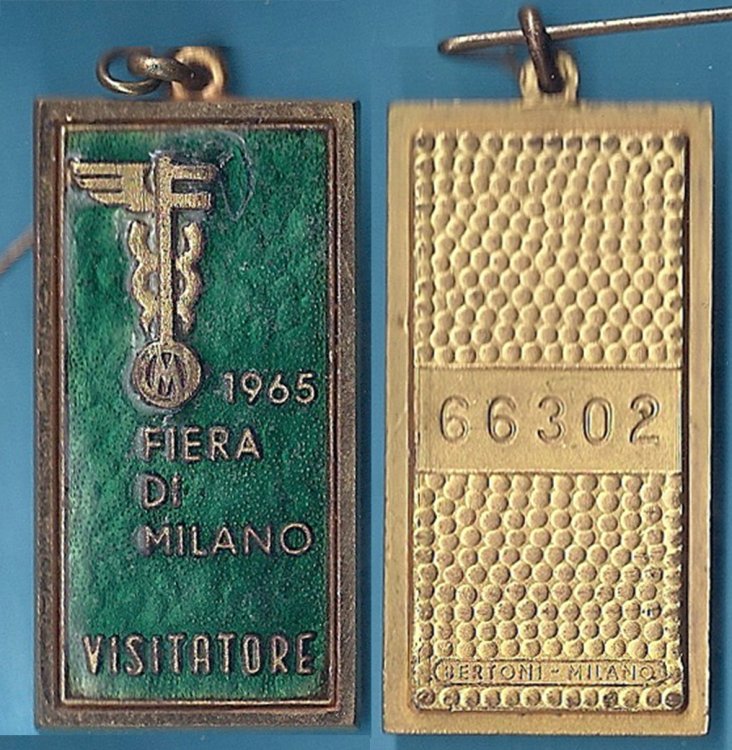 M
1965
FIERA
DI
MILANO
VISITATORE
66302
BERTONI - MILANO